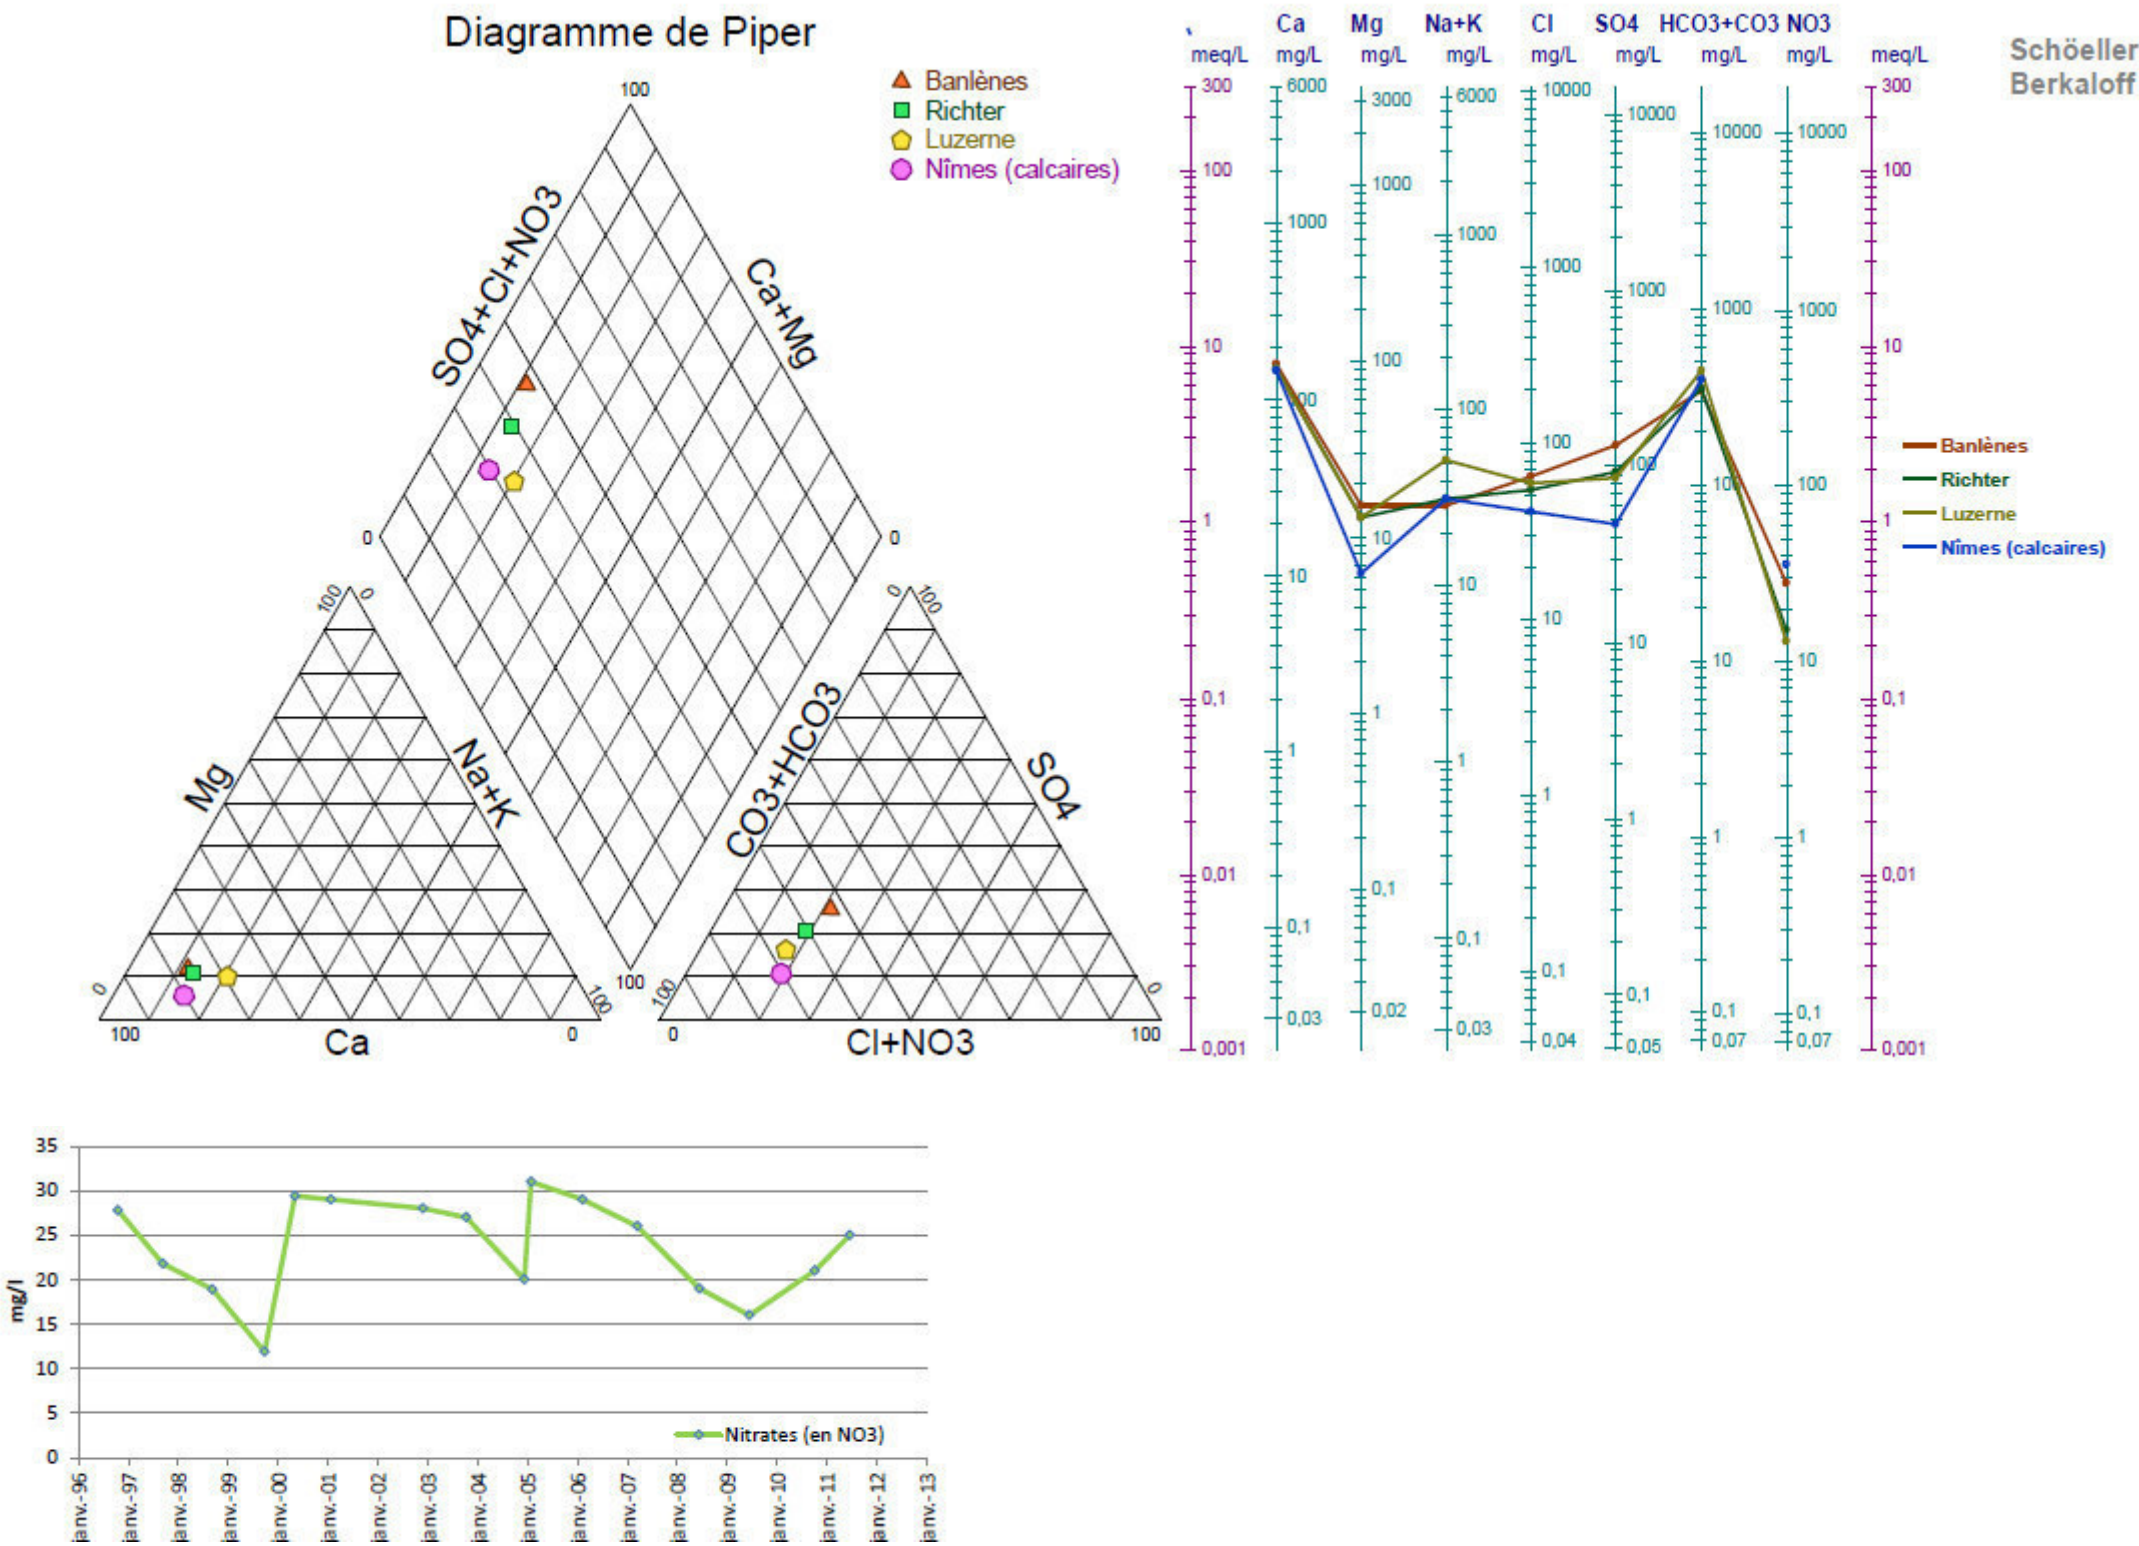 Diagramme de Piper
Banlènes
Richter
Luzerne
Nîmes (calcaires)
100
SO4+Cl+NO3
Ca+Mg
0
0
100
0
0
100
Mg
Na+K
CO3+HCO3
SO4
0
100
100
100
0
100
Ca
0
0
Cl+NO3
100
Ca Mg Na+K Cl SO4 HCO3+CO3 NO3
meq/L mg/L mg/L mg/L mg/L mg/L mg/L mg/L meq/L
Schöeller
Berkaloff
300
100
10
1
0,1
0,01
0,001
6000
1000
100
10
1
0,1
0,03
3000
1000
100
10
1
0,1
0,02
6000
1000
100
10
1
0,1
0,03
10000
1000
100
10
1
0,1
0,04
10000
1000
100
10
1
0,1
0,05
10000
1000
100
10
1
0,1
0,07
10000
1000
100
10
1
0,1
0,07
300
100
10
1
0,1
0,01
0,001
Banlènes
Richter
Luzerne
Nîmes (calcaires)
35
30
25
20
15
10
5
0
mg/l
Nitrates (en NO3)
janv.-96
janv.-97
janv.-98
janv.-99
janv.-00
janv.-01
janv.-02
janv.-03
janv.-04
janv.-05
janv.-06
janv.-07
janv.-08
janv.-09
janv.-10
janv.-11
janv.-12
janv.-13